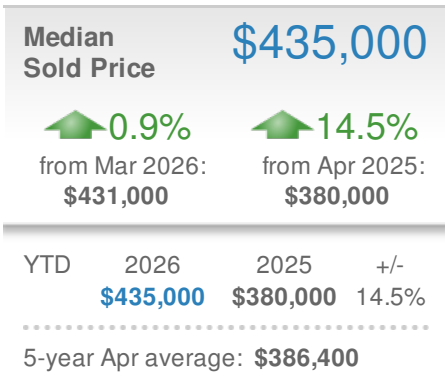 Median $435,000
Sold Price
0.9% 14.5%
from Mar 2026: from Apr 2025:
$431,000 $380,000
YTD 2026 2025 +/-
$435,000 $380,000 14.5%
5-year Apr average: $386,400